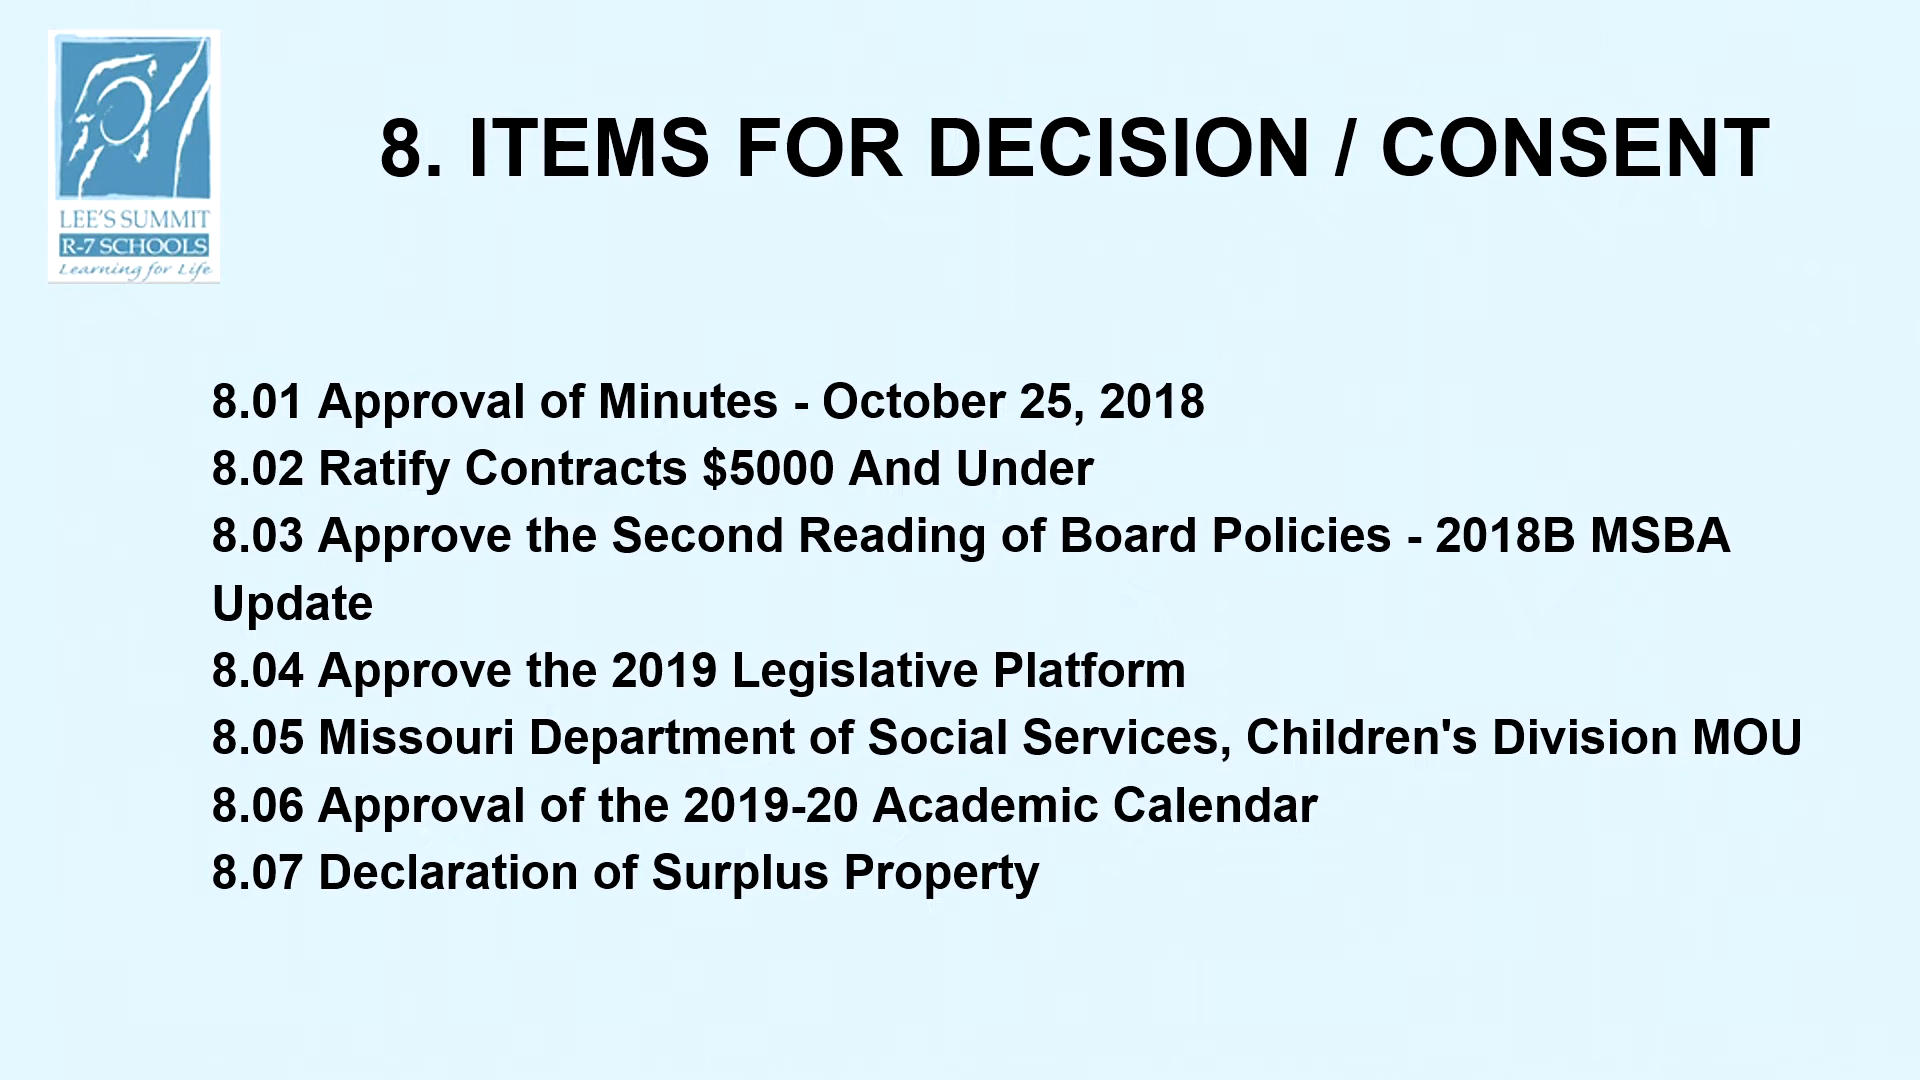 LEE'S SUMMIT
R-7 SCHOOLS
Learning for Life
8. ITEMS FOR DECISION / CONSENT
8.01 Approval of Minutes - October 25, 2018
8.02 Ratify Contracts $5000 And Under
8.03 Approve the Second Reading of Board Policies - 2018B MSBA
Update
8.04 Approve the 2019 Legislative Platform
8.05 Missouri Department of Social Services, Children's Division MOU
8.06 Approval of the 2019-20 Academic Calendar
8.07 Declaration of Surplus Property